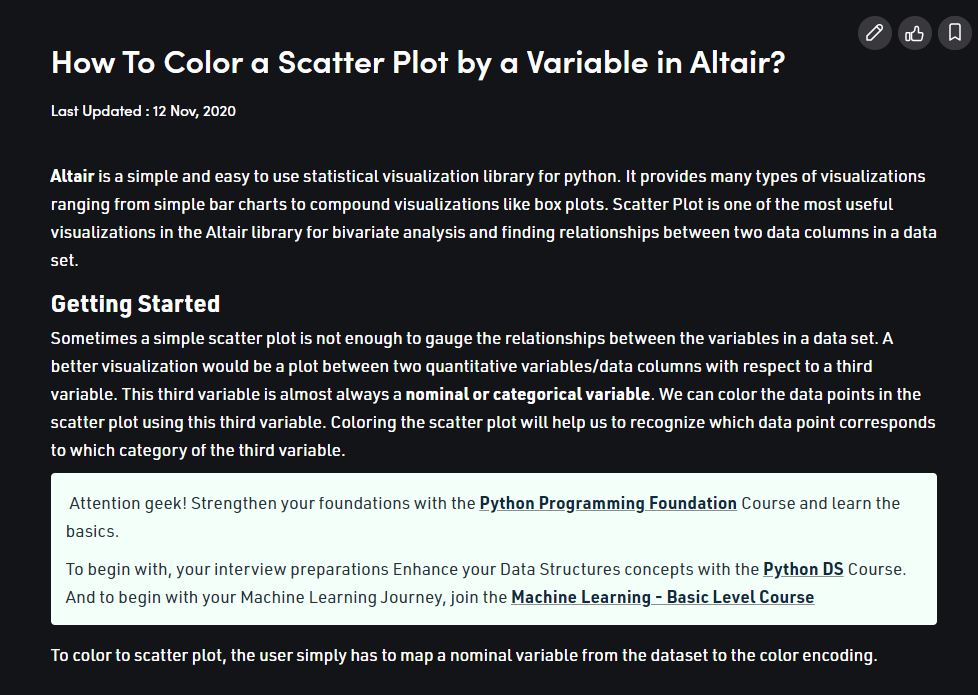 How To Color a Scatter Plot by a Variable in Altair?
Last Updated : 12 Nov, 2020
Altair is a simple and easy to use statistical visualization library for python. It provides many types of visualizations
ranging from simple bar charts to compound visualizations like box plots. Scatter Plot is one of the most useful
visualizations in the Altair library for bivariate analysis and finding relationships between two data columns in a data
set.
Getting Started
Sometimes a simple scatter plot is not enough to gauge the relationships between the variables in a data set. A
better visualization would be a plot between two quantitative variables/data columns with respect to a third
variable. This third variable is almost always a nominal or categorical variable. We can color the data points in the
scatter plot using this third variable. Coloring the scatter plot will help us to recognize which data point corresponds
to which category of the third variable.
Attention geek! Strengthen your foundations with the Python Programming Foundation Course and learn the
basics.
To begin with, your interview preparations Enhance your Data Structures concepts with the Python DS Course.
And to begin with your Machine Learning Journey, join the Machine Learning - Basic Level Course
To color to scatter plot, the user simply has to map a nominal variable from the dataset to the color encoding.